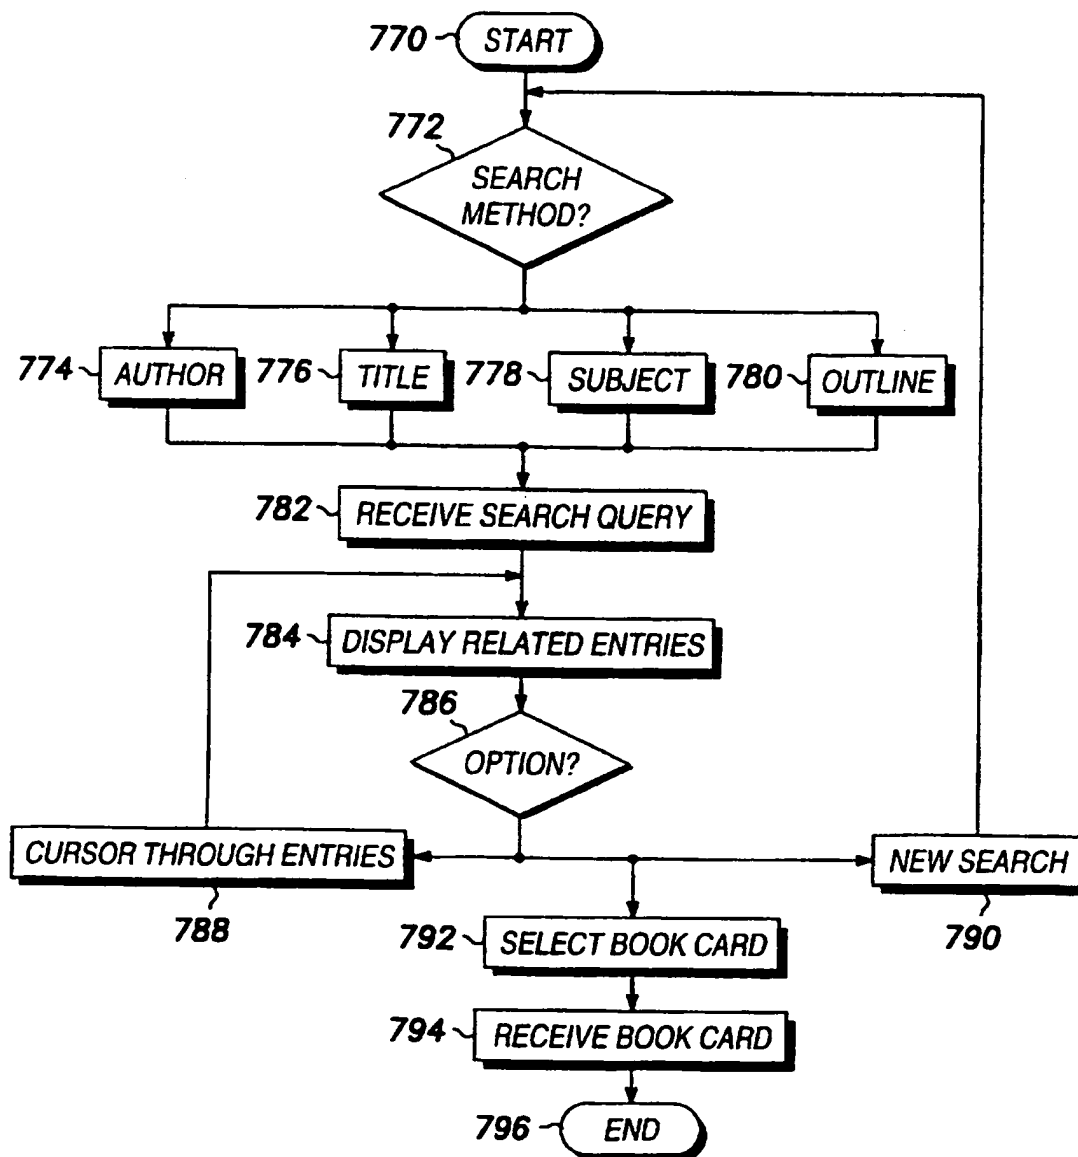 770
START
772
SEARCH
METHOD?
774
AUTHOR
776
TITLE
778
SUBJECT
780
OUTLINE
782
RECEIVE SEARCH QUERY
784
DISPLAY RELATED ENTRIES
786
OPTION?
CURSOR THROUGH ENTRIES
788
NEW SEARCH
790
792
SELECT BOOK CARD
794
RECEIVE BOOK CARD
796
END